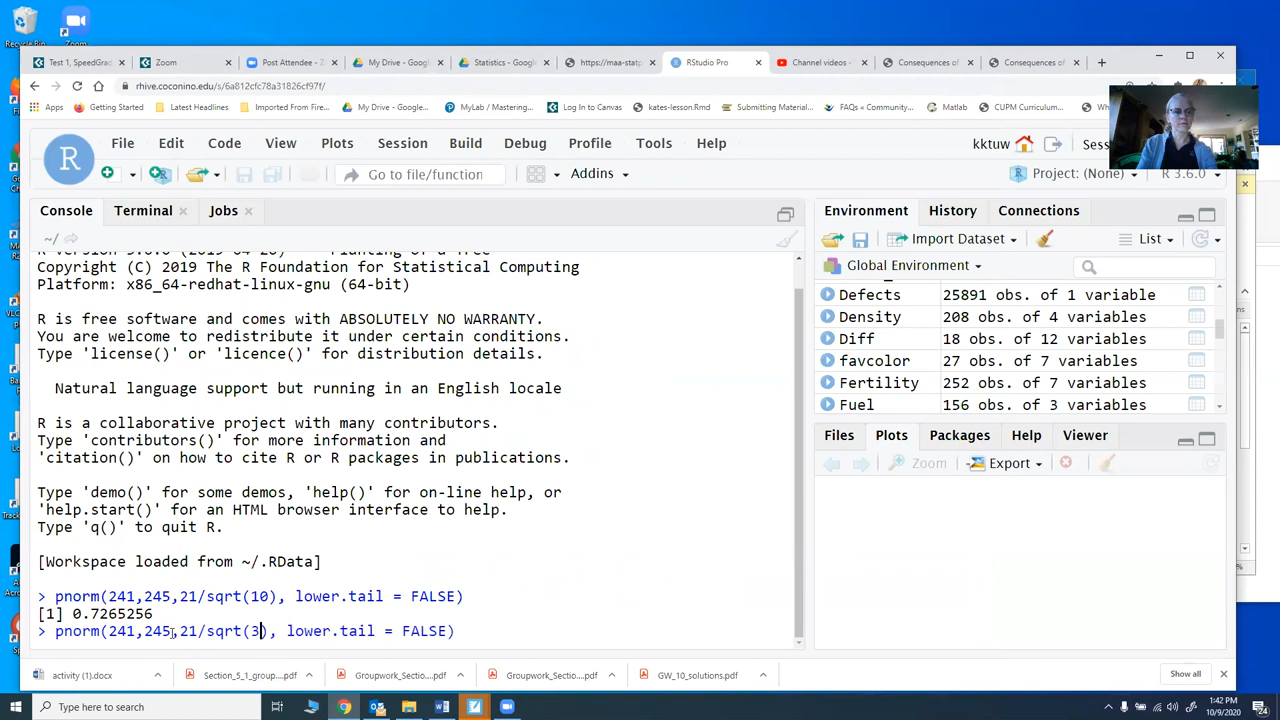 Recycle Bin
Zoom
Test 1, SpeedGrad
Zoom
Post Attendee - Z
My Drive - Googl
Statistics - Googl
https://maa-statp
RStudio Pro
Channel videos -
Consequences of
Consequences of
rhive.coconino.edu/s/6a812cfc78a31826cf97f/
Apps
Getting Started
Latest Headlines
Imported From Fire...
My Drive - Google...
MyLab / Mastering...
Log In to Canvas
kates-lesson.Rmd
Submitting Material...
FAQs « Community...
Matlab
CUPM Curriculum...
File Edit Code View Plots Session Build Debug Profile Tools Help
kktuw
Sess
Go to file/function
Addins
Project: (None)
R 3.6.0
Console Terminal Jobs
~/
Copyright (C) 2019 The R Foundation for Statistical Computing
Platform: x86_64-redhat-linux-gnu (64-bit)
R is free software and comes with ABSOLUTELY NO WARRANTY.
You are welcome to redistribute it under certain conditions.
Type 'license()' or 'licence()' for distribution details.
Natural language support but running in an English locale
R is a collaborative project with many contributors.
Type 'contributors()' for more information and
'citation()' on how to cite R or R packages in publications.
Type 'demo()' for some demos, 'help()' for on-line help, or
'help.start()' for an HTML browser interface to help.
Type 'q()' to quit R.
[Workspace loaded from ~/.RData]
> pnorm(241,245,21/sqrt(10), lower.tail = FALSE)
[1] 0.7265256
> pnorm(241,245,21/sqrt(3), lower.tail = FALSE)
Environment History Connections
Import Dataset
List
Global Environment
Defects 25891 obs. of 1 variable
Density 208 obs. of 4 variables
Diff 18 obs. of 12 variables
favcolor 27 obs. of 7 variables
Fertility 252 obs. of 7 variables
Fuel 156 obs. of 3 variables
Files Plots Packages Help Viewer
Zoom
Export
activity (1).docx
Section_5_1_group....pdf
Groupwork_Sectio....pdf
Groupwork_Sectio....pdf
GW_10_solutions.pdf
Show all
Type here to search
1:42 PM
10/9/2020
24